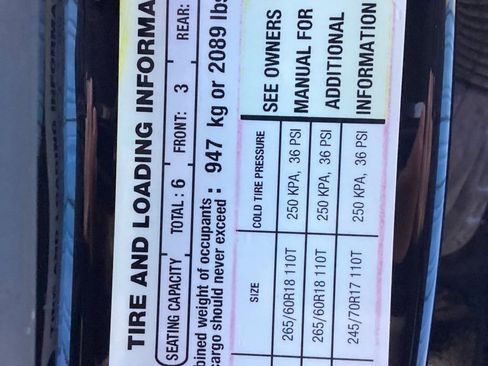 TIRE AND LOADING INFORMA
SEATING CAPACITY TOTAL : 6 FRONT: 3 REAR:
bined weight of occupants
cargo should never exceed : 947 kg or 2089 lbs
SIZE COLD TIRE PRESSURE
265/60R18 110T 250 KPA, 36 PSI
265/60R18 110T 250 KPA, 36 PSI
245/70R17 110T 250 KPA, 36 PSI
SEE OWNERS
MANUAL FOR
ADDITIONAL
INFORMATION